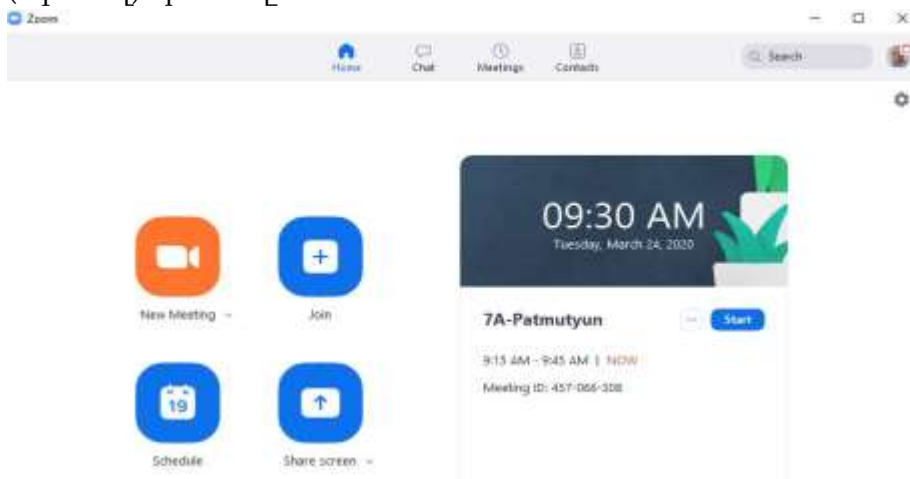 Zoom
Home
Chat
Meetings
Contacts
Search
09:30 AM
Tuesday, March 24, 2020
New Meeting
Join
7A-Patmutyun
Start
9:15 AM - 9:45 AM | NOW
Meeting ID: 457-066-308
19
Schedule
Share screen